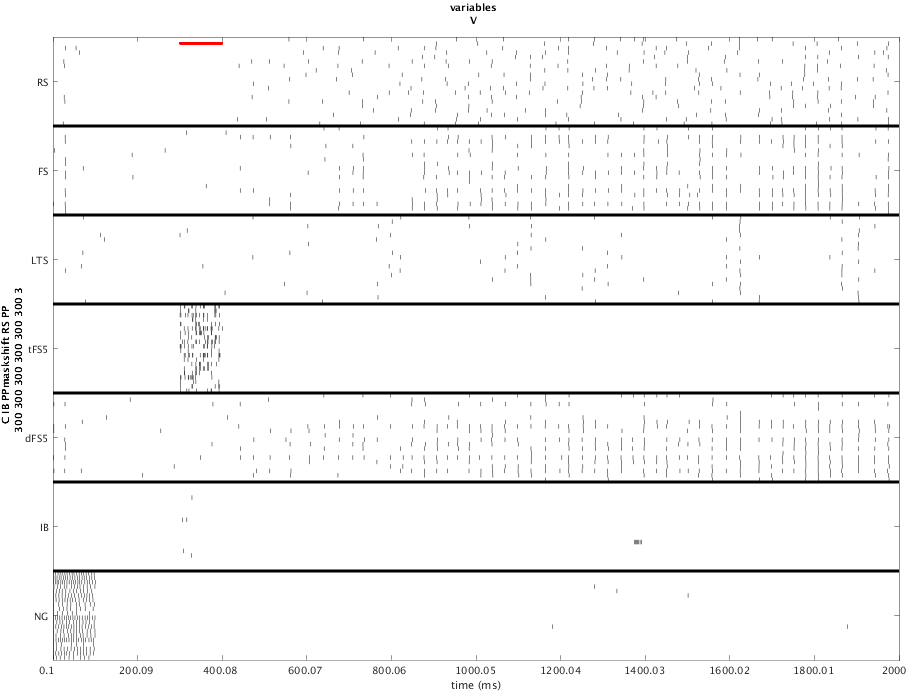 variables
V
RS
FS
LTS
tFS5
dFS5
IB
NG
C IB PPmaskshift RS PP
300 300 300 300 300 300 3
0.1 200.09 400.08 600.07 800.06 1000.05 1200.04 1400.03 1600.02 1800.01 2000
time (ms)